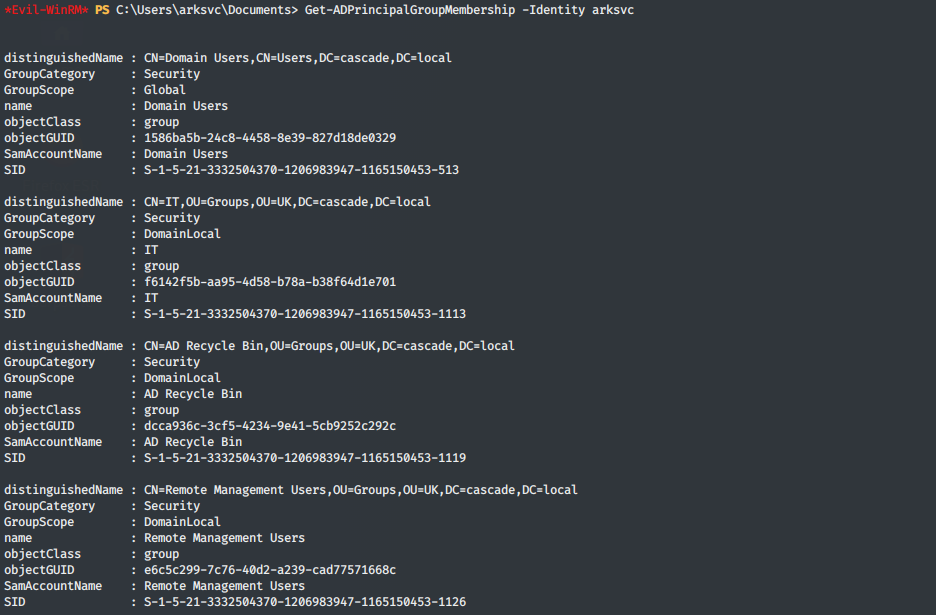 *Evil-WinRM* PS C:\Users\arksvc\Documents> Get-ADPrincipalGroupMembership -Identity arksvc
distinguishedName : CN=Domain Users,CN=Users,DC=cascade,DC=local
GroupCategory     : Security
GroupScope        : Global
name              : Domain Users
objectClass       : group
objectGUID        : 1586ba5b-24c8-4458-8e39-827d18de0329
SamAccountName    : Domain Users
SID               : S-1-5-21-3332504370-1206983947-1165150453-513
distinguishedName : CN=IT,OU=Groups,OU=UK,DC=cascade,DC=local
GroupCategory     : Security
GroupScope        : DomainLocal
name              : IT
objectClass       : group
objectGUID        : f6142f5b-aa95-4d58-b78a-b38f64d1e701
SamAccountName    : IT
SID               : S-1-5-21-3332504370-1206983947-1165150453-1113
distinguishedName : CN=AD Recycle Bin,OU=Groups,OU=UK,DC=cascade,DC=local
GroupCategory     : Security
GroupScope        : DomainLocal
name              : AD Recycle Bin
objectClass       : group
objectGUID        : dcca936c-3cf5-4234-9e41-5cb9252c292c
SamAccountName    : AD Recycle Bin
SID               : S-1-5-21-3332504370-1206983947-1165150453-1119
distinguishedName : CN=Remote Management Users,OU=Groups,OU=UK,DC=cascade,DC=local
GroupCategory     : Security
GroupScope        : DomainLocal
name              : Remote Management Users
objectClass       : group
objectGUID        : e6c5c299-7c76-40d2-a239-cad77571668c
SamAccountName    : Remote Management Users
SID               : S-1-5-21-3332504370-1206983947-1165150453-1126